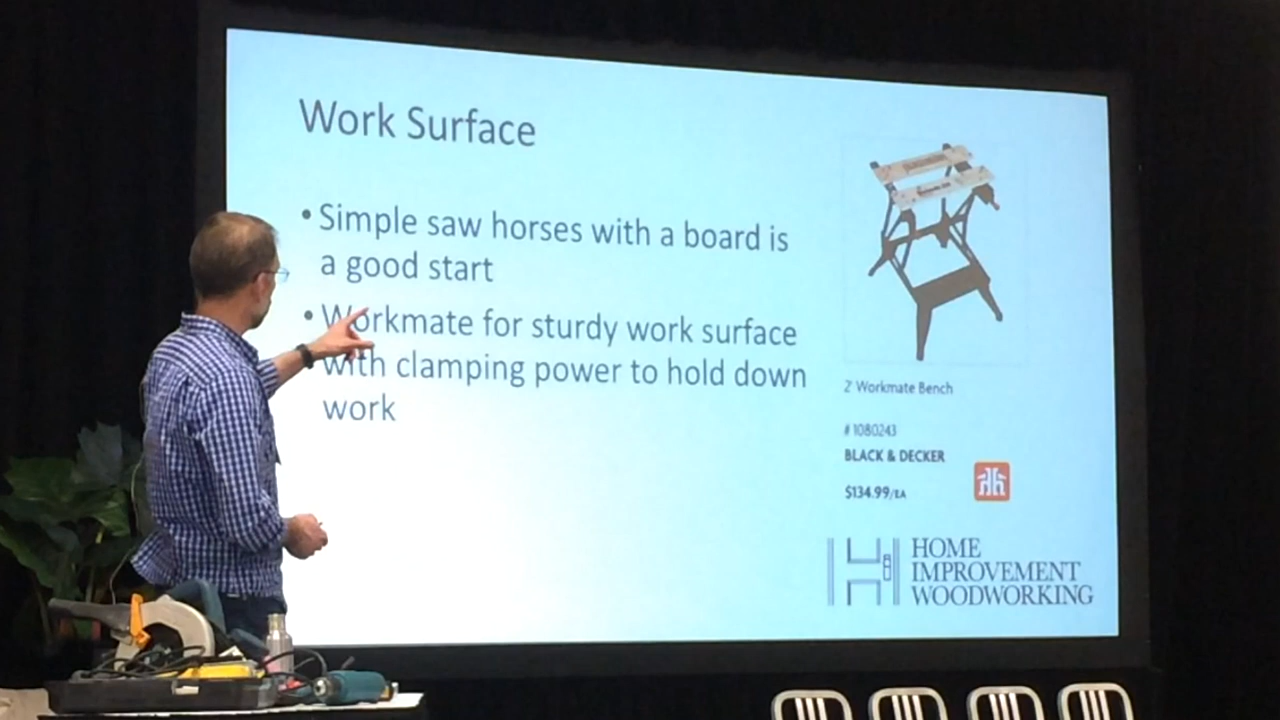 Work Surface
• Simple saw horses with a board is
a good start
• Workmate for sturdy work surface
with clamping power to hold down
work
2' Workmate Bench
# 1080243
BLACK & DECKER
$134.99/EA
HOME
IMPROVEMENT
WOODWORKING